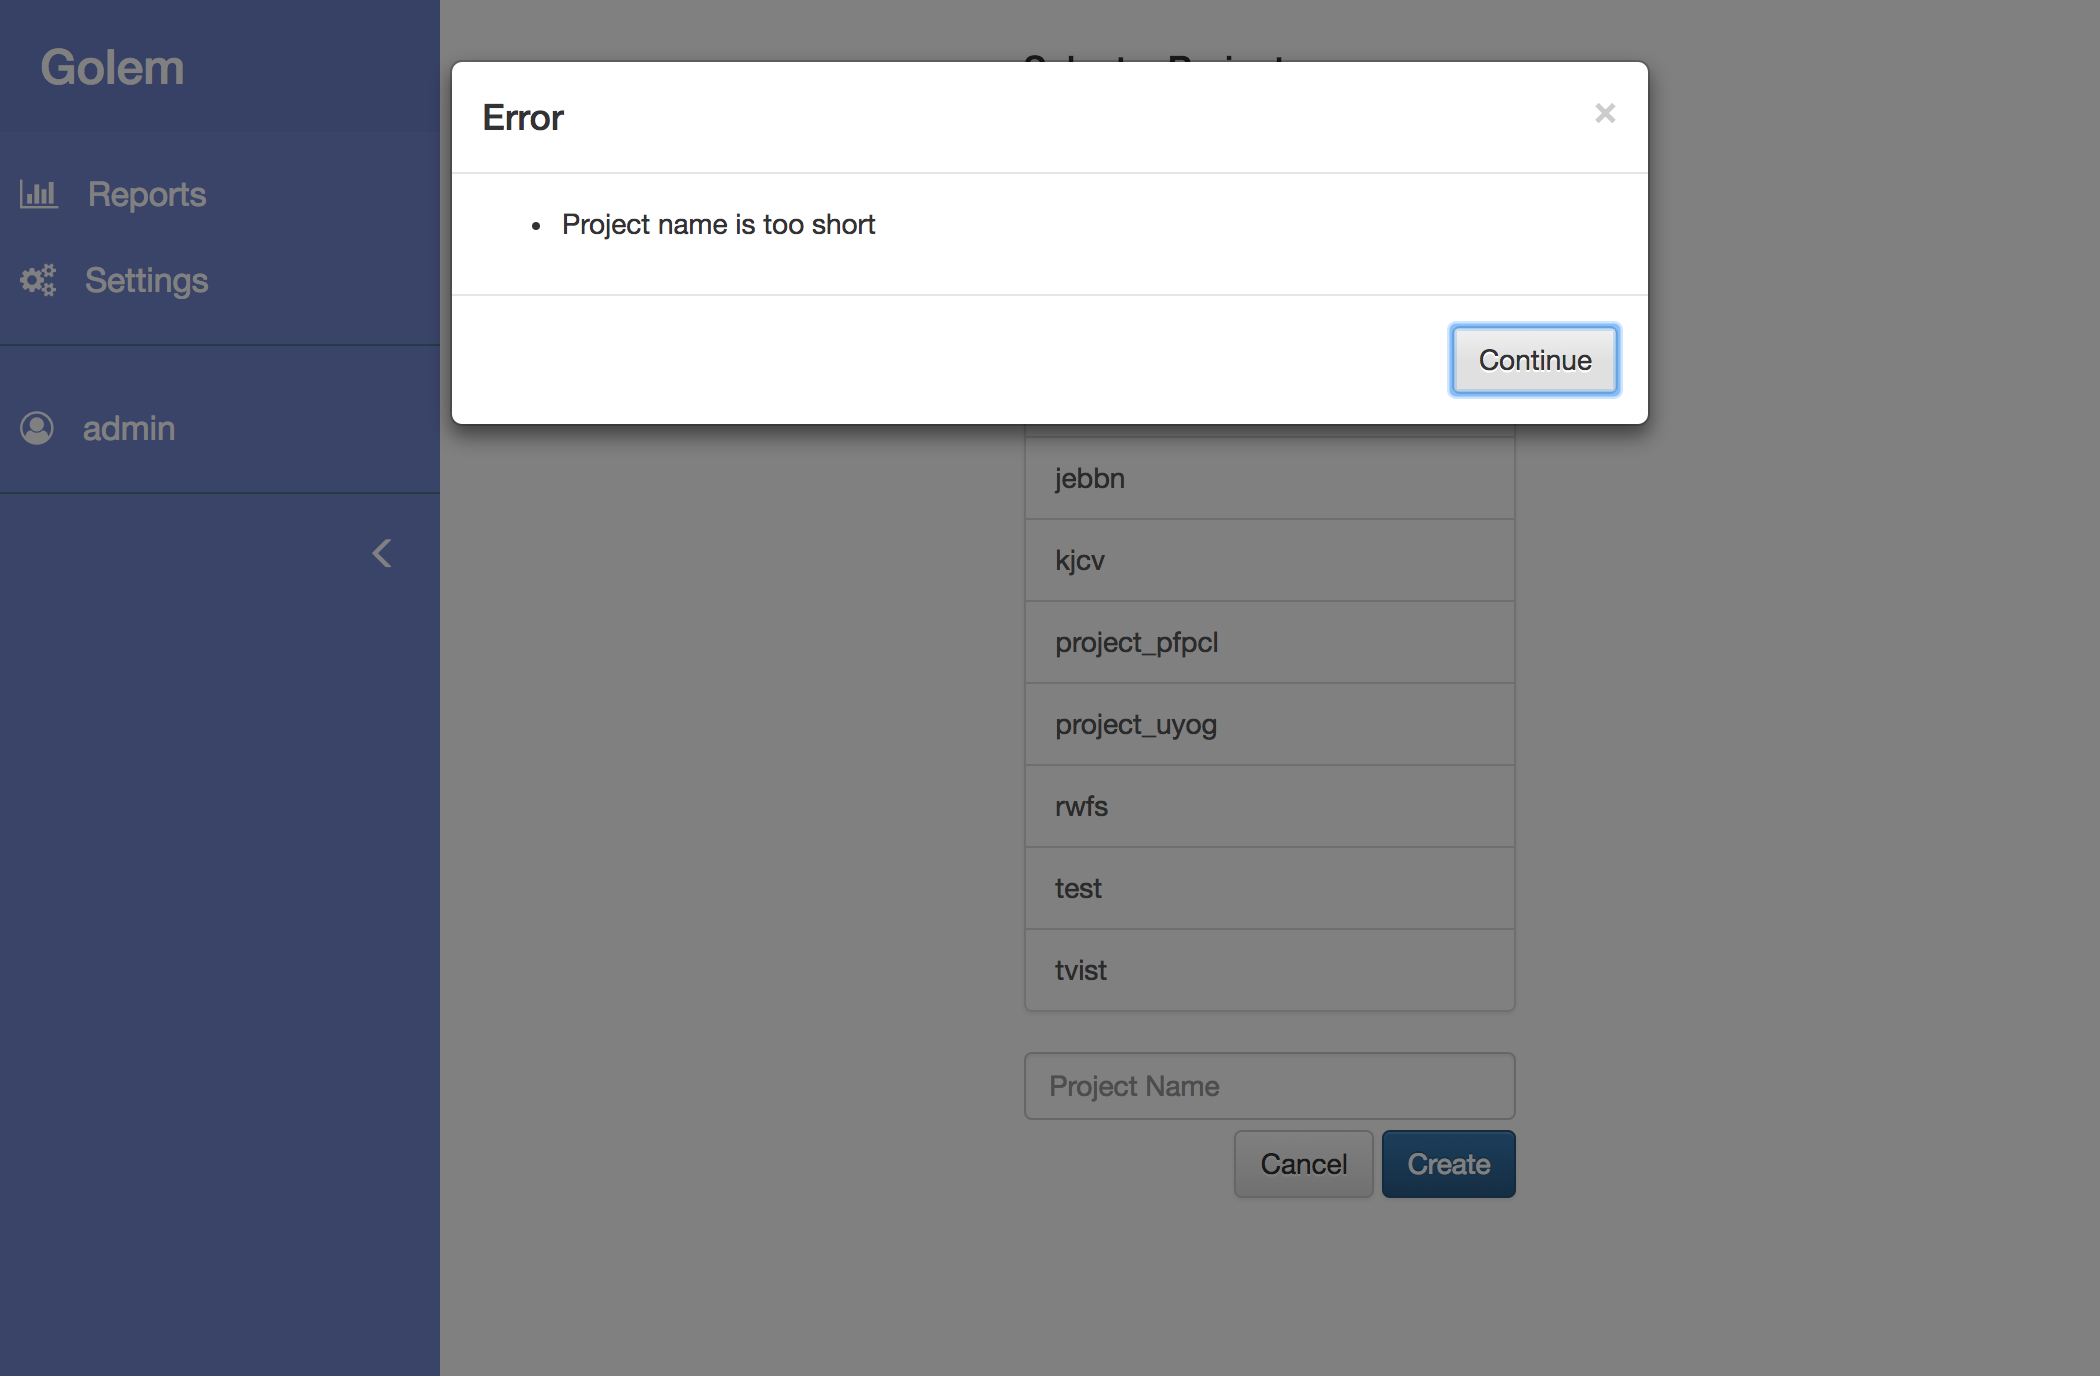 Golem
Reports
Settings
admin
Error
×
Project name is too short
Continue
jebbn
kjcv
project_pfpcl
project_uyog
rwfs
test
tvist
Project Name
Cancel
Create